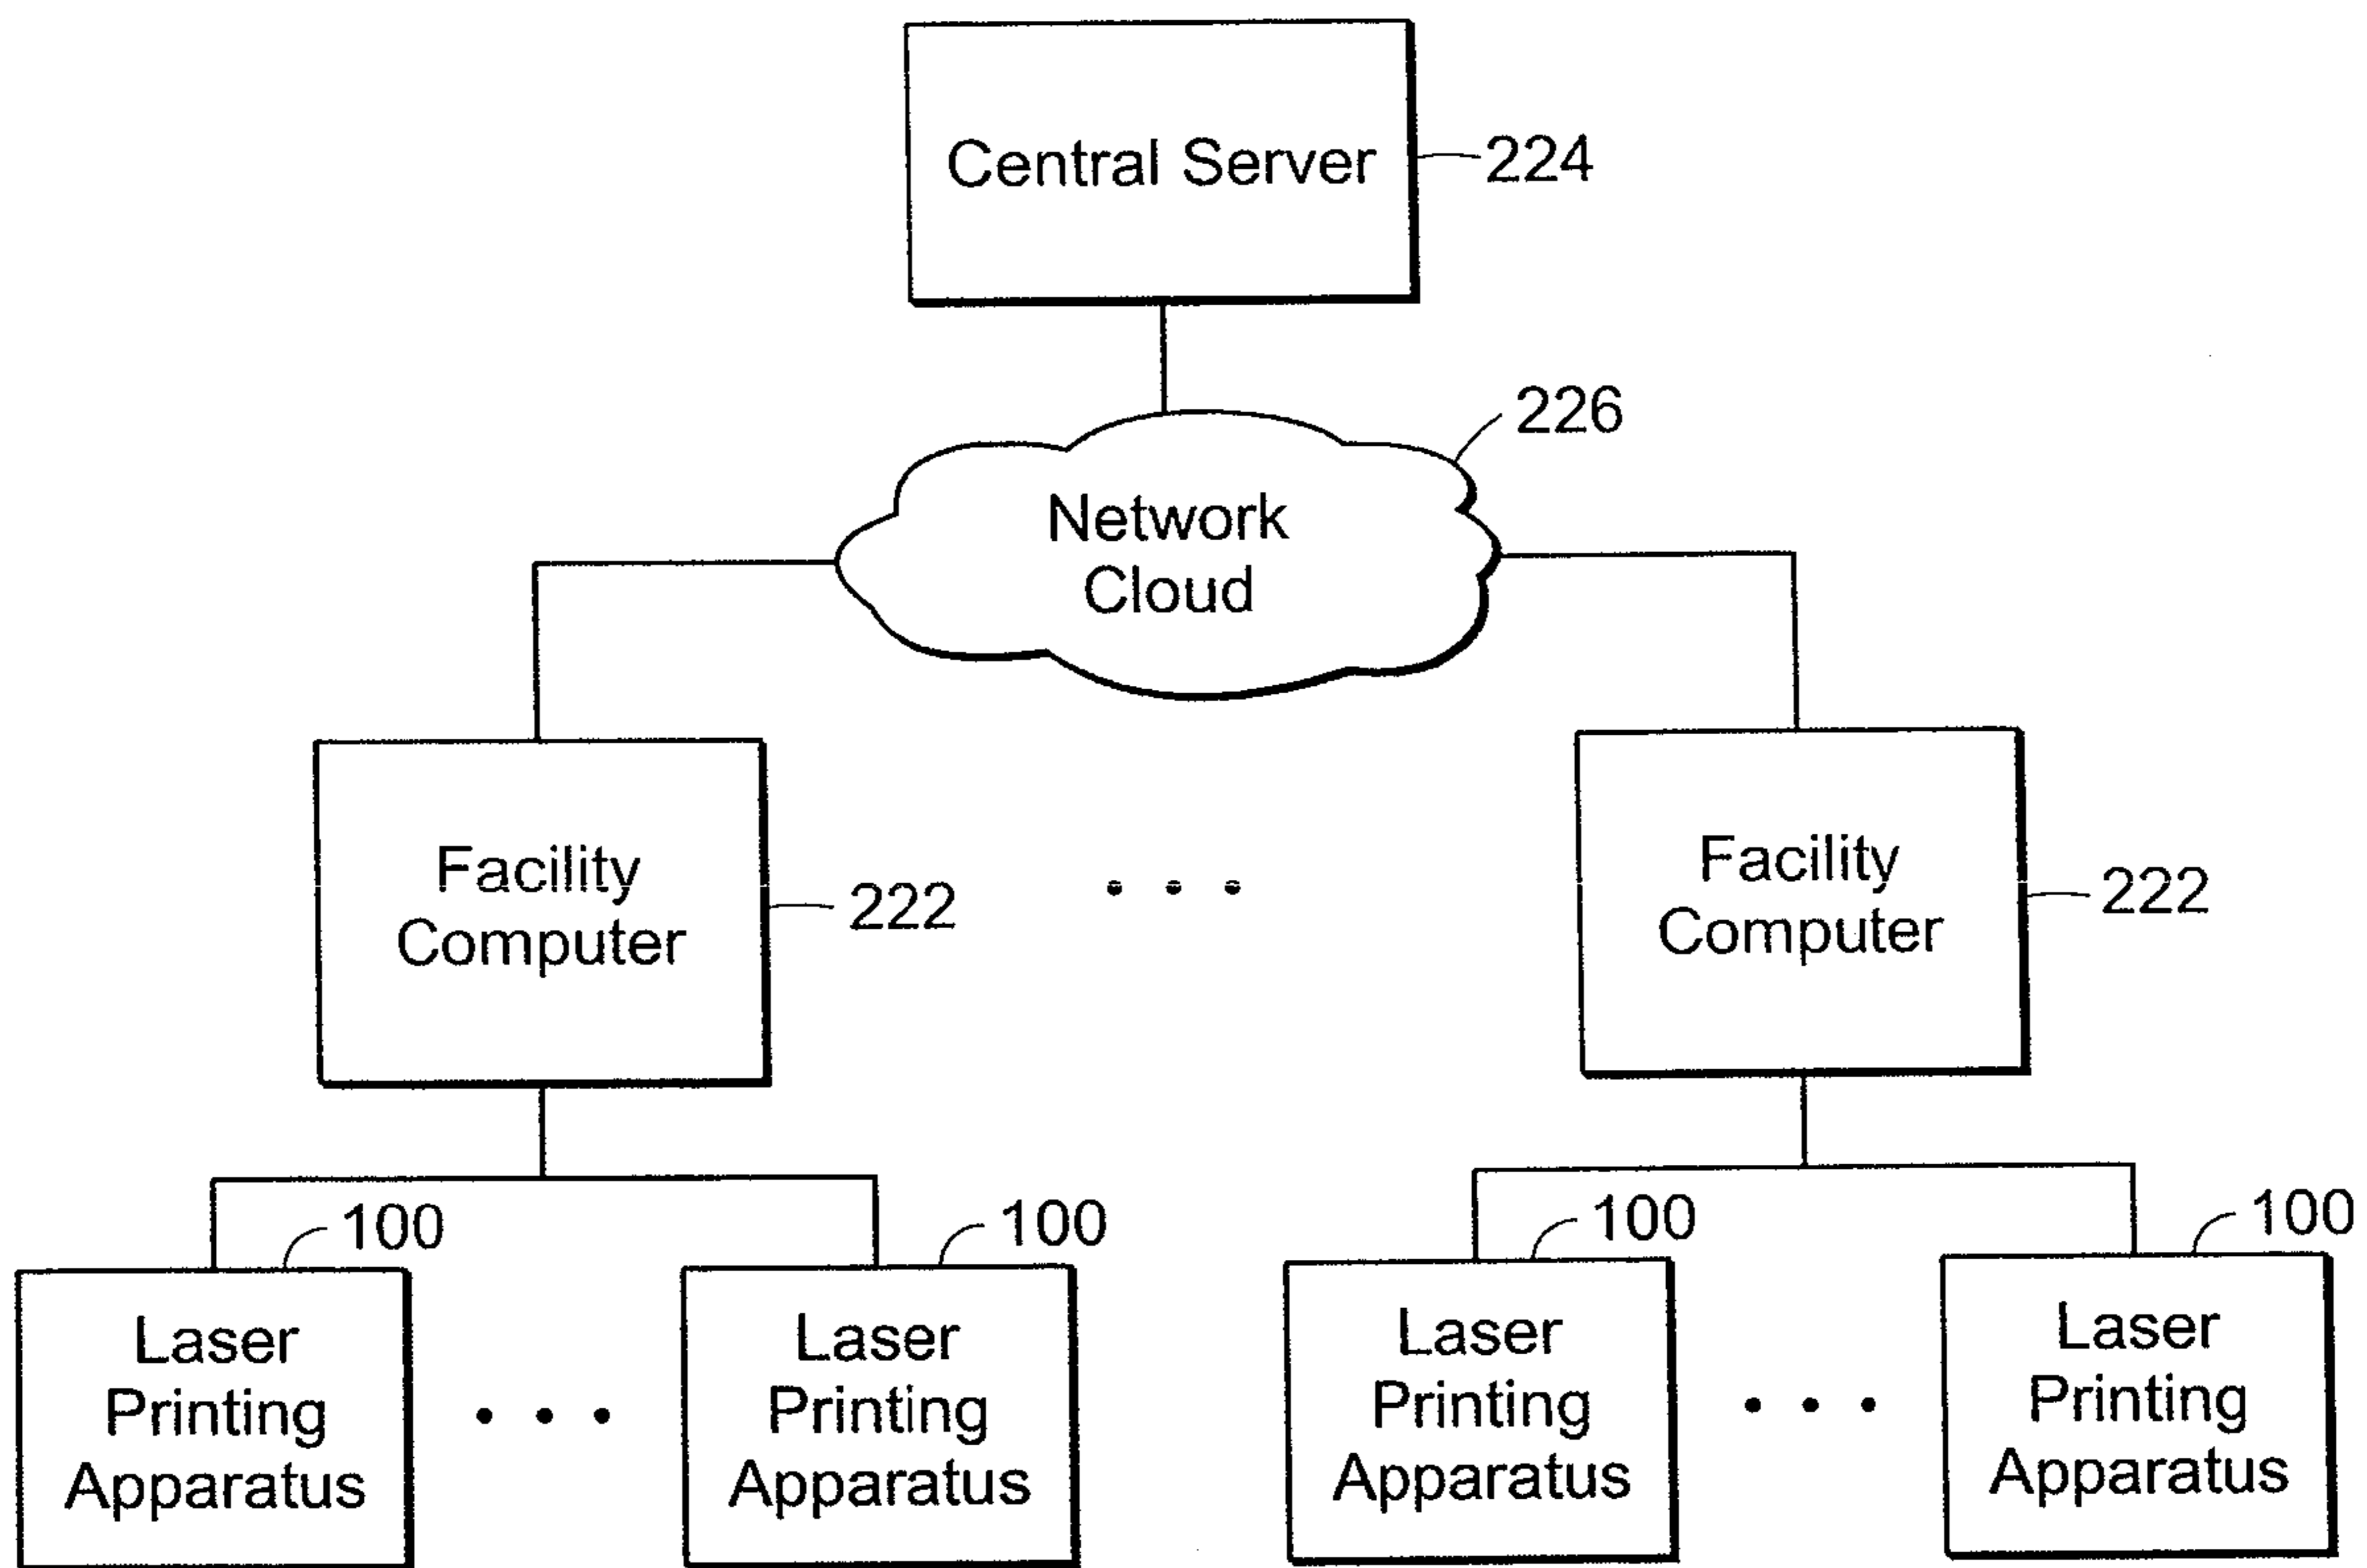 Central Server
224
226
Network
Cloud
Facility
Computer
222
Facility
Computer
222
100
100
100
100
Laser
Printing
Apparatus
Laser
Printing
Apparatus
Laser
Printing
Apparatus
Laser
Printing
Apparatus